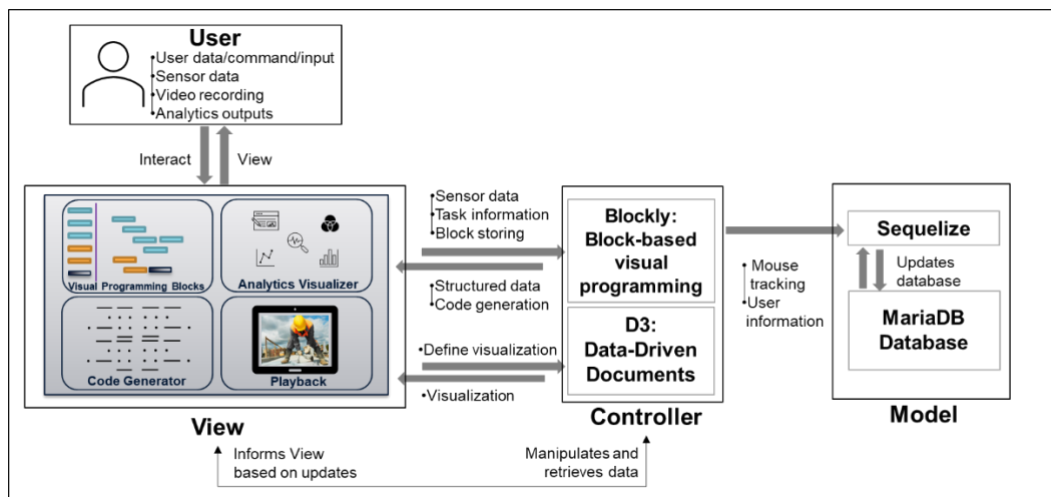 User
•User data/command/input
•Sensor data
•Video recording
•Analytics outputs
Interact
View
Visual Programming Blocks
Analytics Visualizer
Code Generator
Playback
View
•Sensor data
•Task information
•Block storing
•Structured data
•Code generation
•Define visualization
•Visualization
Blockly:
Block-based
visual
programming
D3:
Data-Driven
Documents
Controller
•Mouse
tracking
•User
information
Sequelize
Updates
database
MariaDB
Database
Model
Informs View
based on updates
Manipulates and
retrieves data